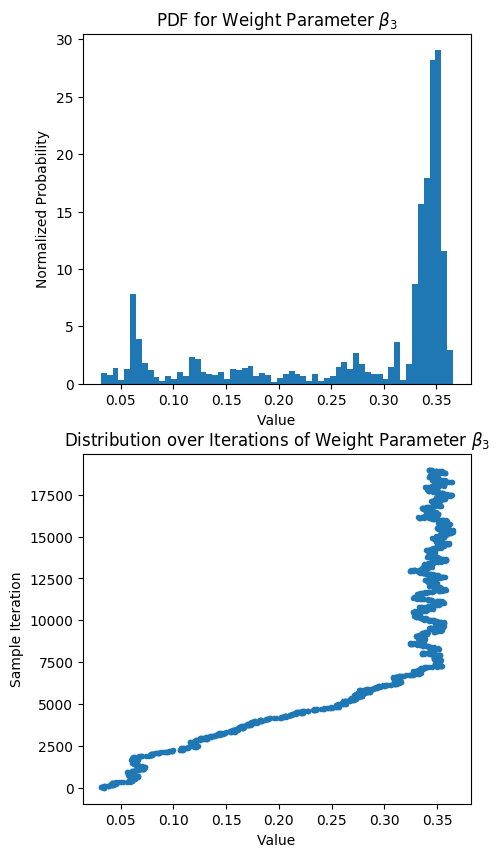 PDF for Weight Parameter β₃
Normalized Probability
30
25
20
15
10
5
0
0.05 0.10 0.15 0.20 0.25 0.30 0.35
Value
Distribution over Iterations of Weight Parameter β₃
Sample Iteration
17500
15000
12500
10000
7500
5000
2500
0
0.05 0.10 0.15 0.20 0.25 0.30 0.35
Value